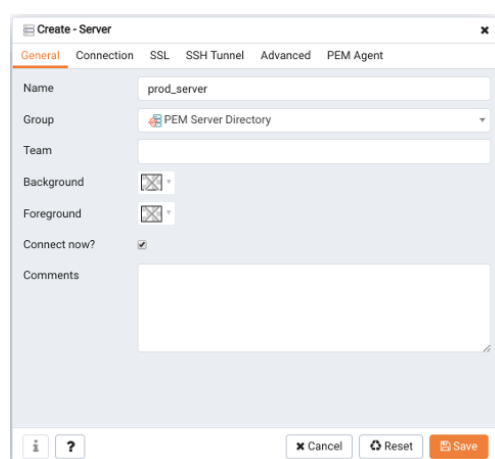 Create - Server
General Connection SSL SSH Tunnel Advanced PEM Agent
Name prod_server
Group PEM Server Directory
Team
Background
Foreground
Connect now?
Comments
i ? Cancel Reset Save